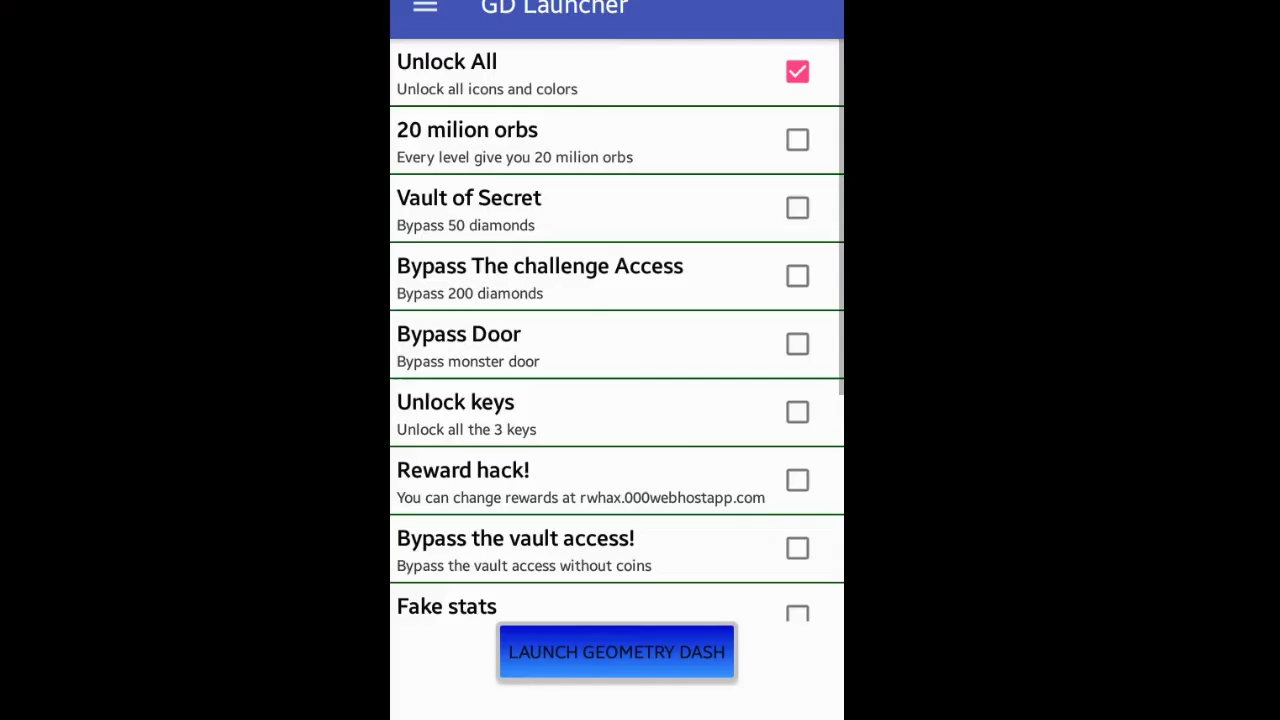 GD Launcher
Unlock All
Unlock all icons and colors
20 milion orbs
Every level give you 20 milion orbs
Vault of Secret
Bypass 50 diamonds
Bypass The challenge Access
Bypass 200 diamonds
Bypass Door
Bypass monster door
Unlock keys
Unlock all the 3 keys
Reward hack!
You can change rewards at rwhax.000webhostapp.com
Bypass the vault access!
Bypass the vault access without coins
Fake stats
LAUNCH GEOMETRY DASH